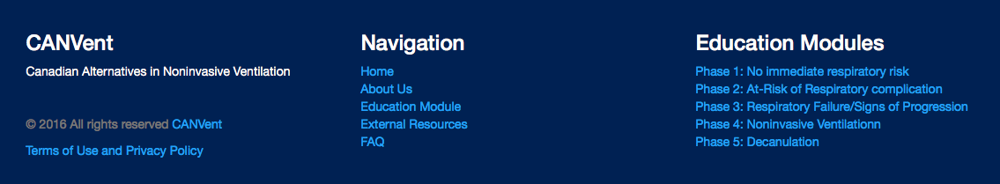 CANVent
Canadian Alternatives in Noninvasive Ventilation
© 2016 All rights reserved CANVent
Terms of Use and Privacy Policy
Navigation
Home
About Us
Education Module
External Resources
FAQ
Education Modules
Phase 1: No immediate respiratory risk
Phase 2: At-Risk of Respiratory complication
Phase 3: Respiratory Failure/Signs of Progression
Phase 4: Noninvasive Ventilationn
Phase 5: Decanulation